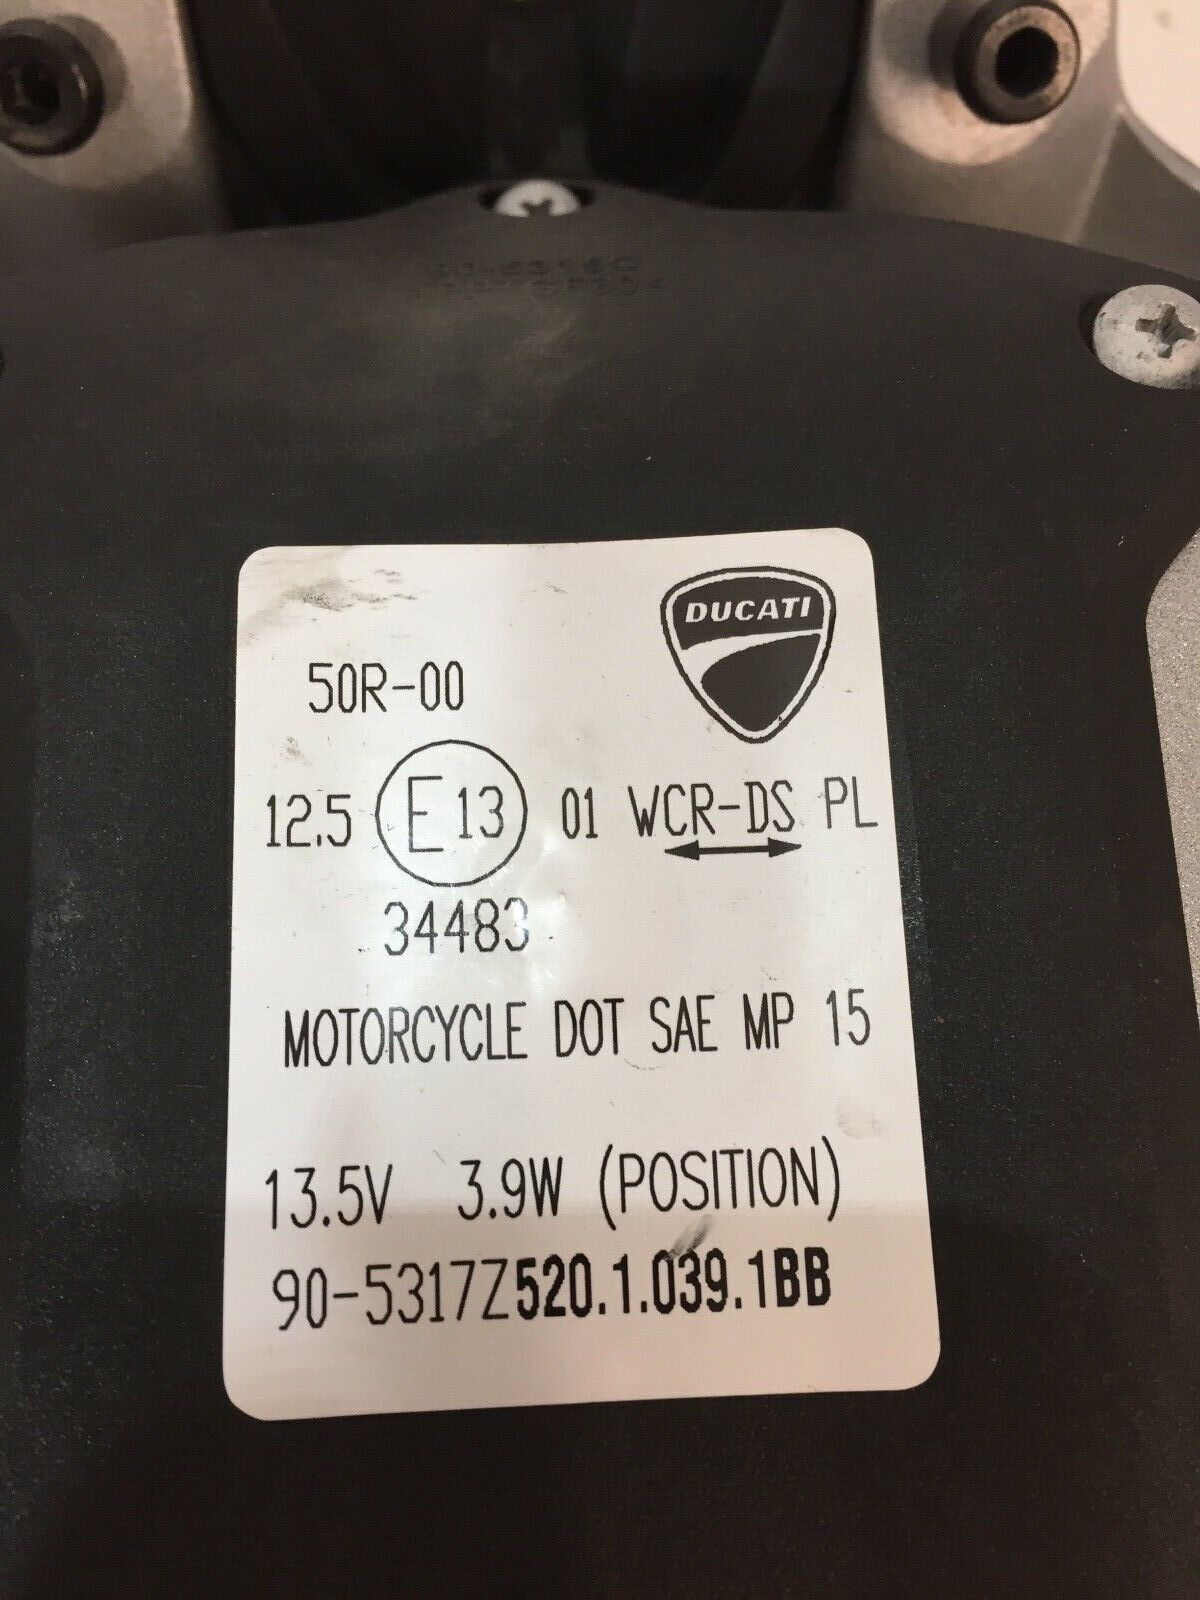 DUCATI
50R-00
12.5 E 13 01 WCR-DS PL
34483
MOTORCYCLE DOT SAE MP 15
13.5V 3.9W (POSITION)
90-5317Z520.1.039.1BB